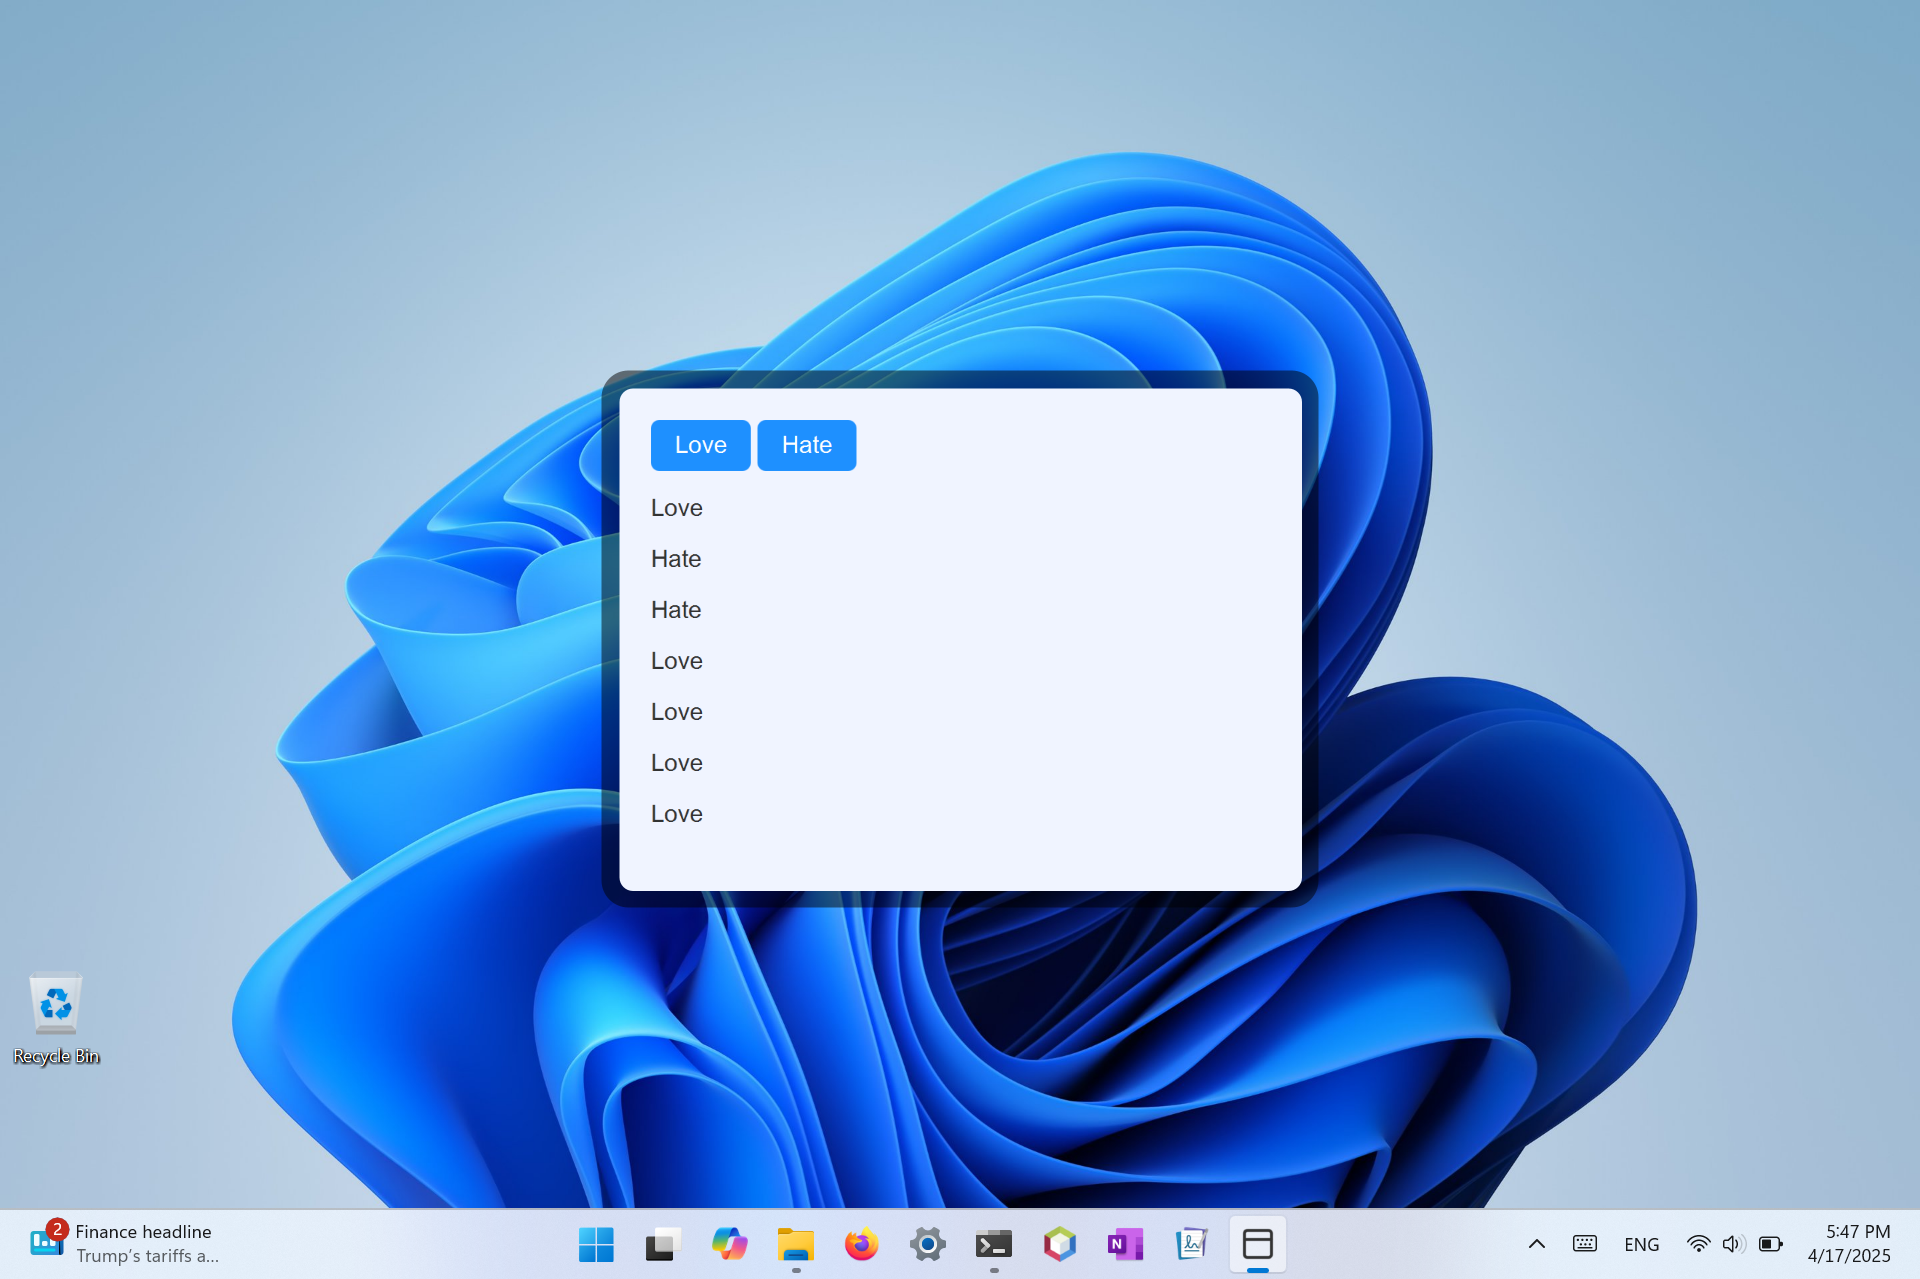 Love Hate
Love
Hate
Hate
Love
Love
Love
Love
Recycle Bin
2
Finance headline
Trump's tariffs a...
N
ENG
5:47 PM
4/17/2025